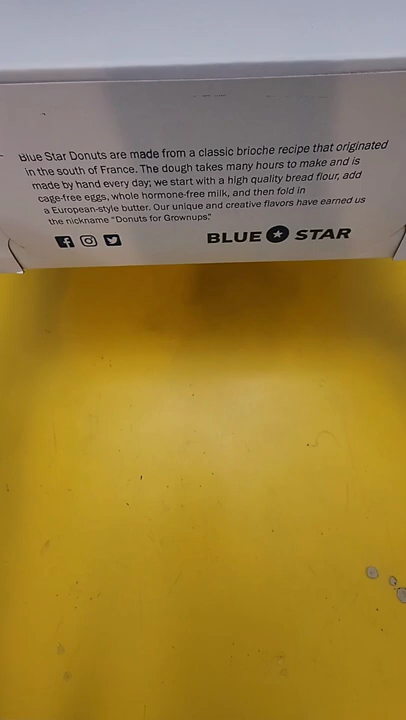 Blue Star Donuts are made from a classic brioche recipe that originated
in the south of France. The dough takes many hours to make and is
made by hand every day; we start with a high quality bread flour, add
cage-free eggs, whole hormone-free milk, and then fold in
a European-style butter. Our unique and creative flavors have earned us
the nickname "Donuts for Grownups."
BLUE STAR